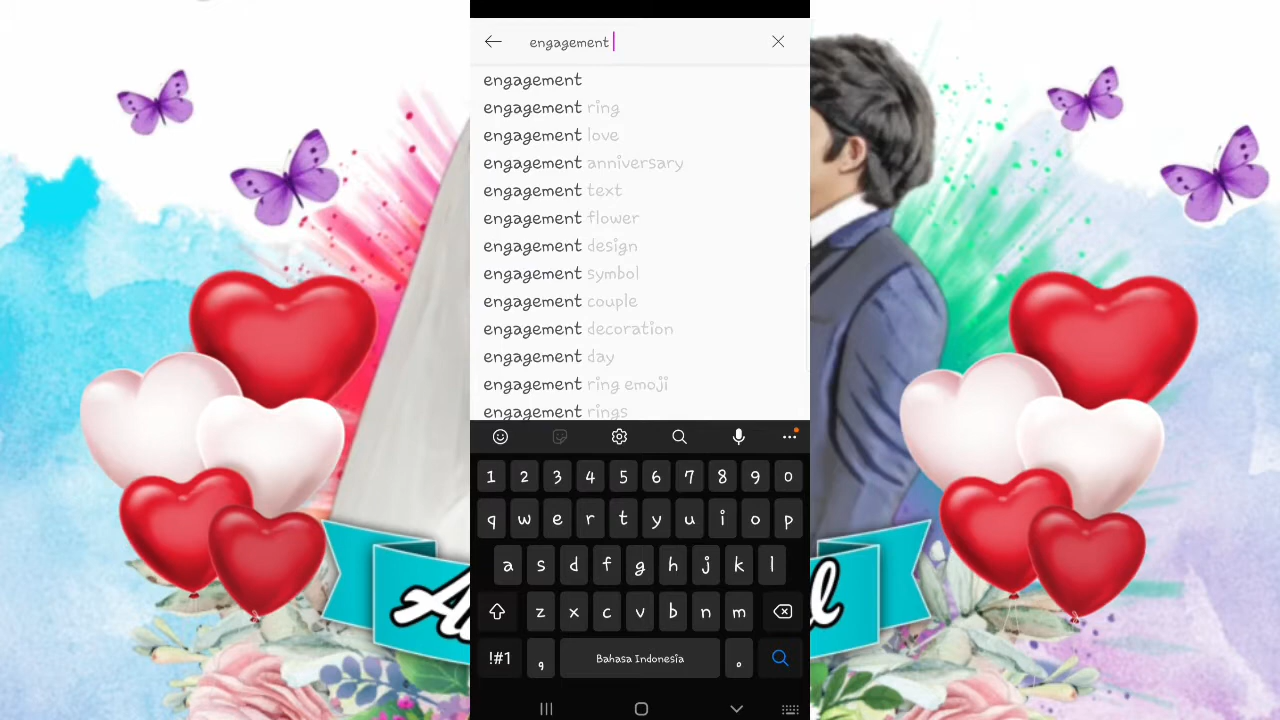 engagement
engagement
engagement ring
engagement love
engagement anniversary
engagement text
engagement flower
engagement design
engagement symbol
engagement couple
engagement decoration
engagement day
engagement ring emoji
engagement rings
1 2 3 4 5 6 7 8 9 0
q w e r t y u i o p
a s d f g h j k l
z x c v b n m
!#1 , Bahasa Indonesia .